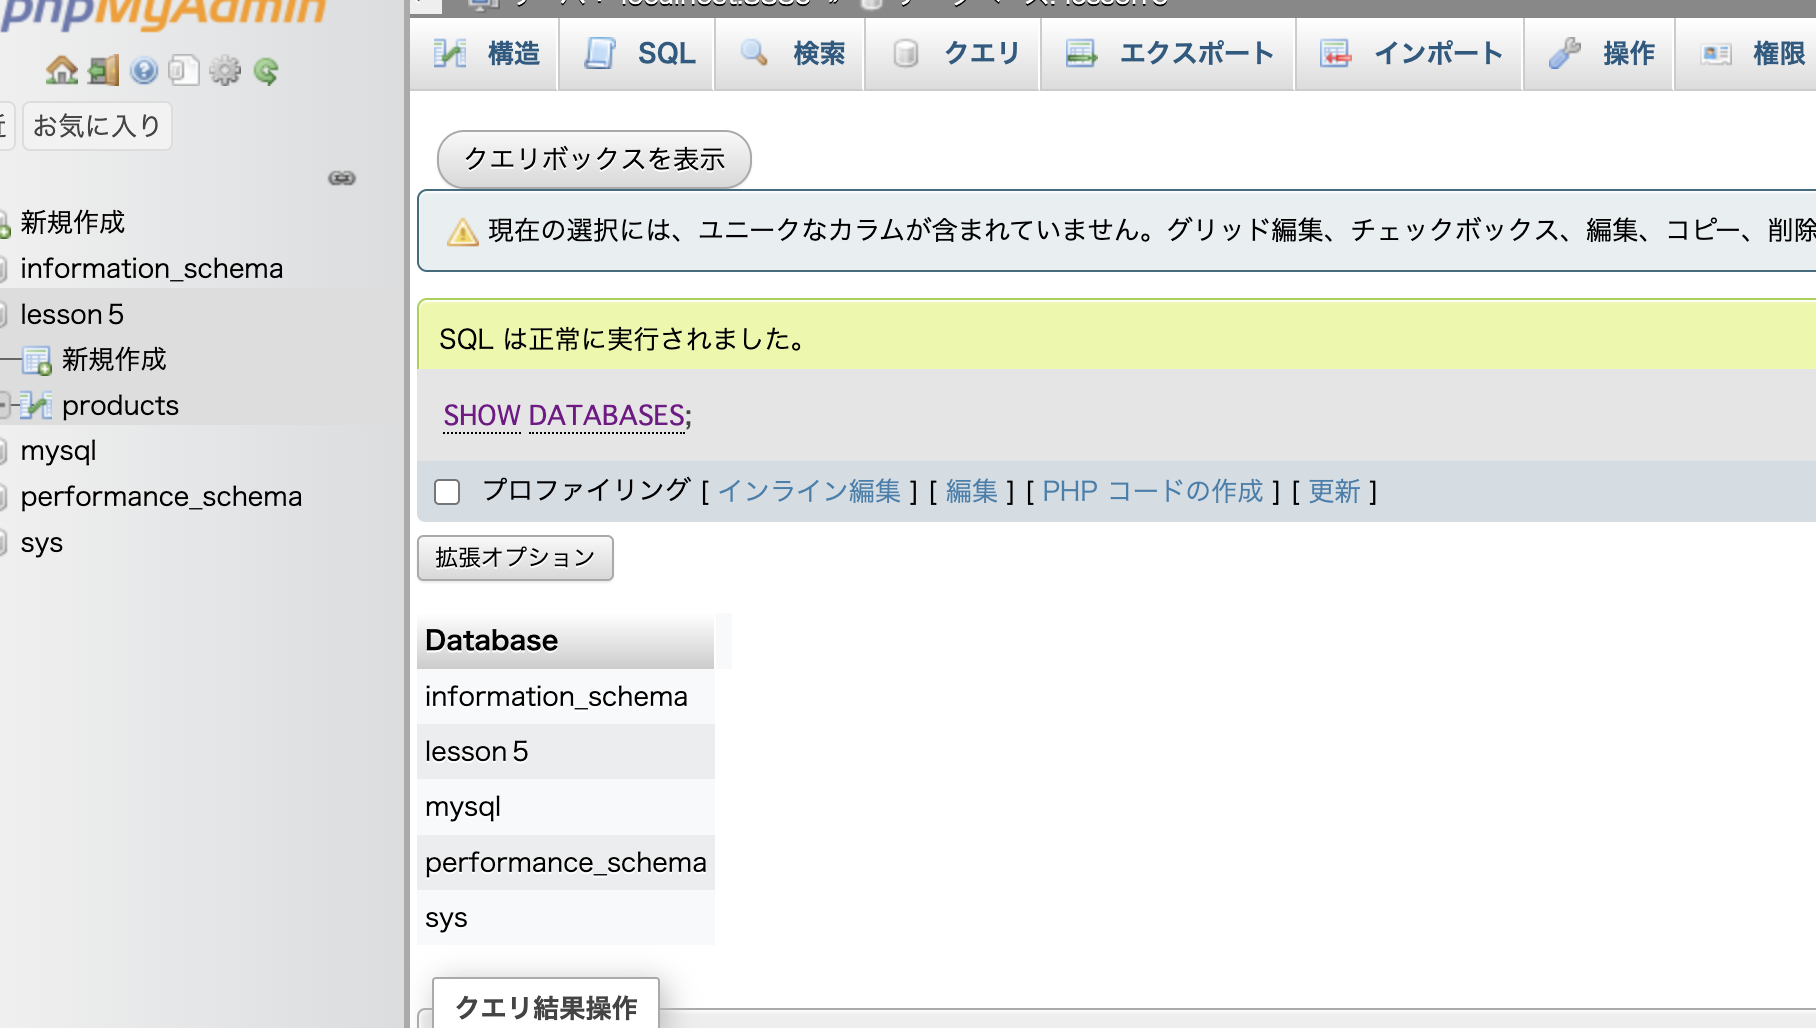 phpMyAdmin
構造
SQL
検索
クエリ
エクスポート
インポート
操作
権限
お気に入り
新規作成
information_schema
lesson５
新規作成
products
mysql
performance_schema
sys
クエリボックスを表示
現在の選択には、ユニークなカラムが含まれていません。グリッド編集、チェックボックス、編集、コピー、削除
SQL は正常に実行されました。
SHOW DATABASES;
プロファイリング [ インライン編集 ] [ 編集 ] [ PHP コードの作成 ] [ 更新 ]
拡張オプション
Database
information_schema
lesson５
mysql
performance_schema
sys
クエリ結果操作